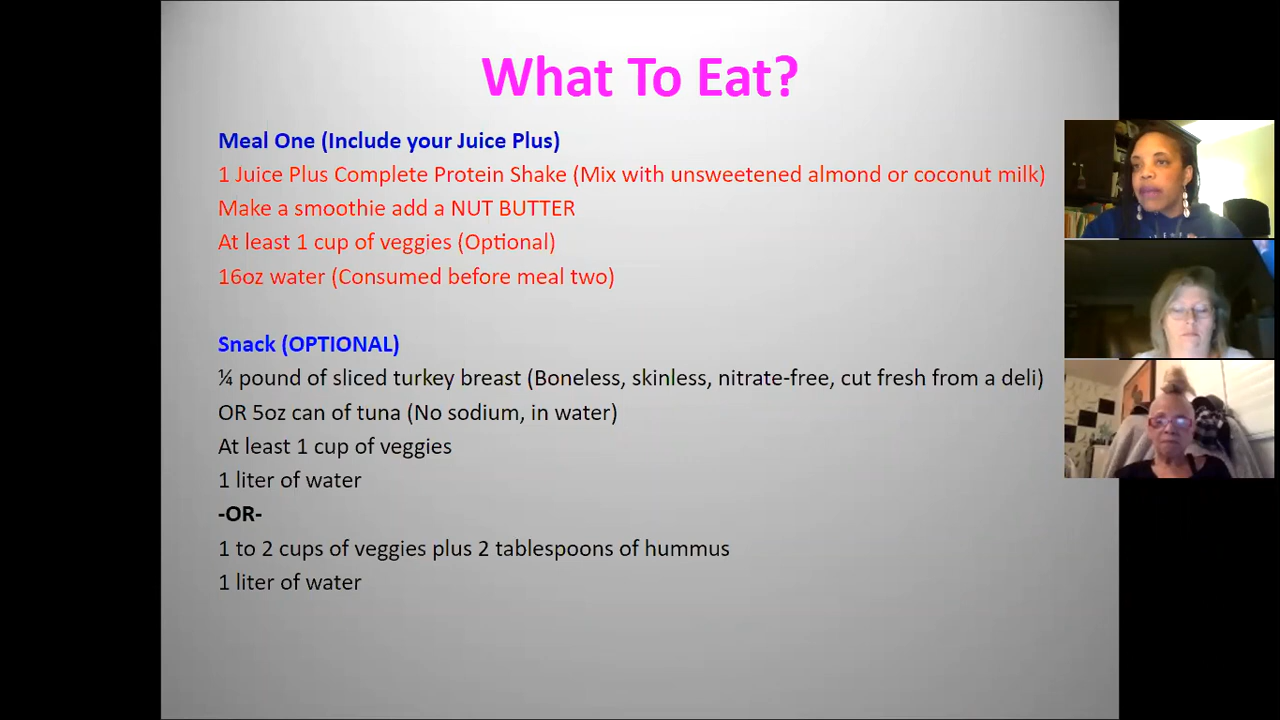 What To Eat?
Meal One (Include your Juice Plus)
1 Juice Plus Complete Protein Shake (Mix with unsweetened almond or coconut milk)
Make a smoothie add a NUT BUTTER
At least 1 cup of veggies (Optional)
16oz water (Consumed before meal two)
Snack (OPTIONAL)
¼ pound of sliced turkey breast (Boneless, skinless, nitrate-free, cut fresh from a deli)
OR 5oz can of tuna (No sodium, in water)
At least 1 cup of veggies
1 liter of water
-OR-
1 to 2 cups of veggies plus 2 tablespoons of hummus
1 liter of water